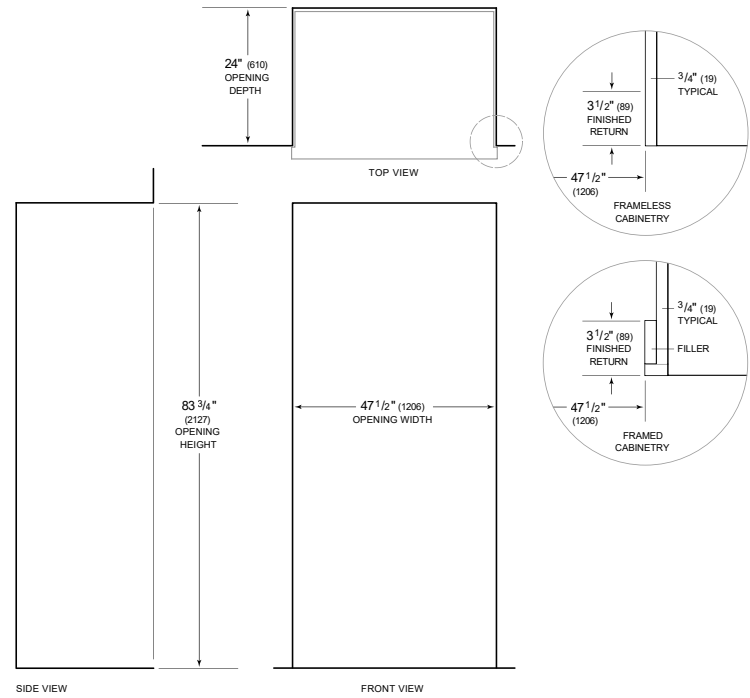 24" (610)
OPENING
DEPTH
TOP VIEW
3/4" (19)
TYPICAL
3 1/2" (89)
FINISHED
RETURN
47 1/2"
(1206)
FRAMELESS
CABINETRY
3/4" (19)
TYPICAL
3 1/2" (89)
FINISHED
RETURN
FILLER
47 1/2"
(1206)
FRAMED
CABINETRY
83 3/4"
(2127)
OPENING
HEIGHT
47 1/2" (1206)
OPENING WIDTH
SIDE VIEW
FRONT VIEW